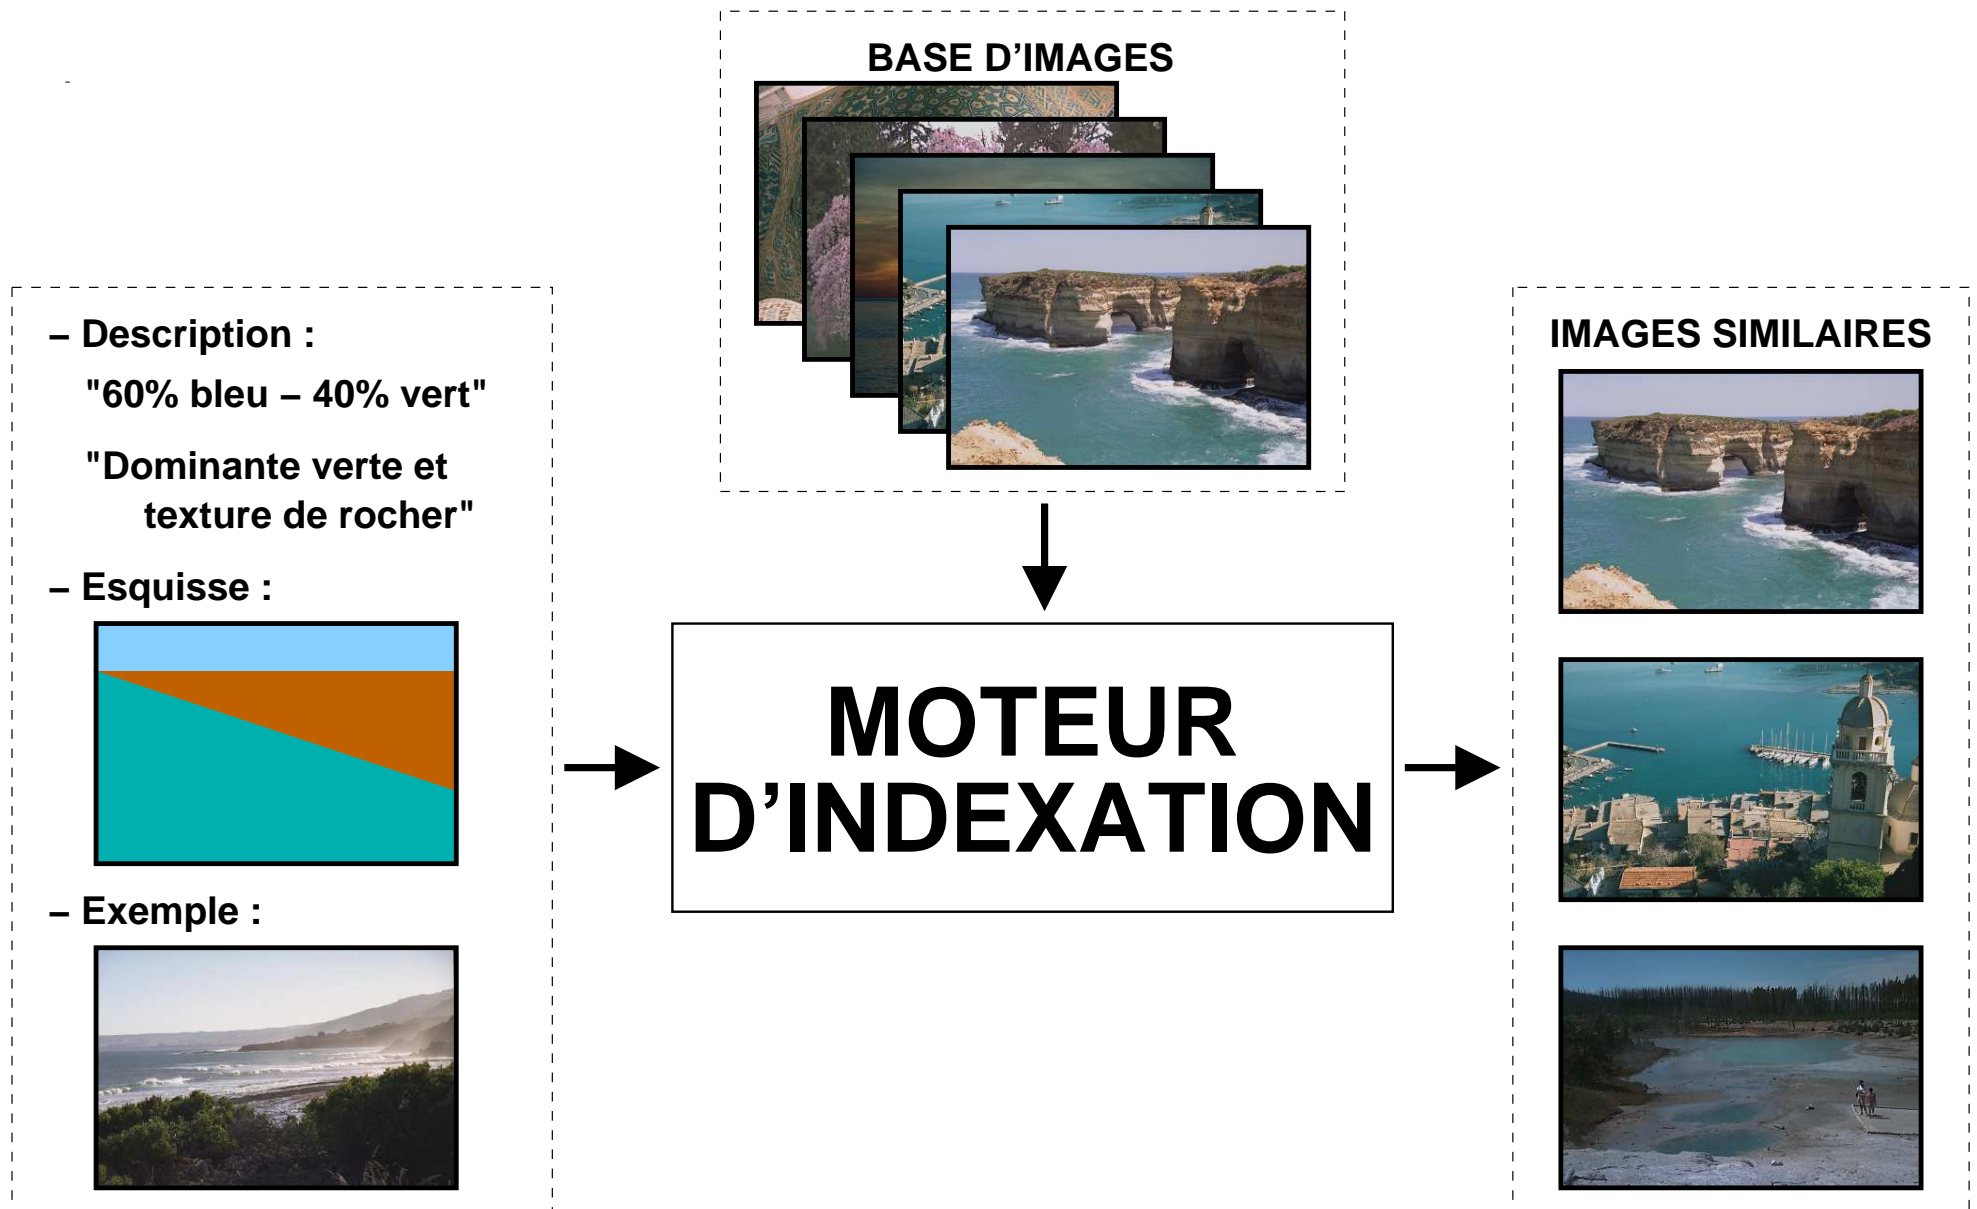 BASE D’IMAGES
– Description :
"60% bleu – 40% vert"
"Dominante verte et
texture de rocher"
– Esquisse :
– Exemple :
MOTEUR
D’INDEXATION
IMAGES SIMILAIRES